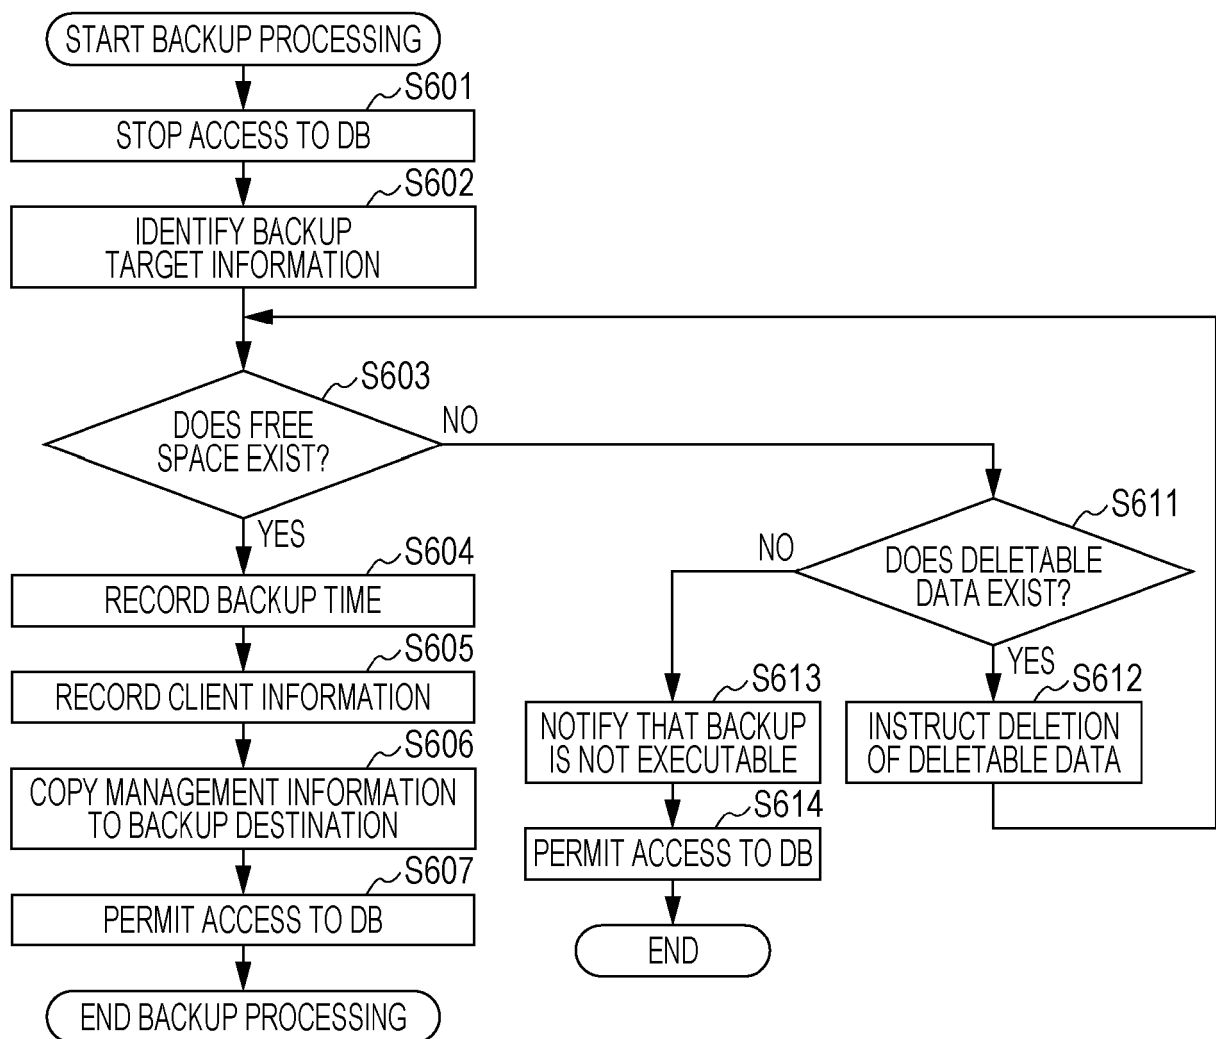 START BACKUP PROCESSING
S601
STOP ACCESS TO DB
S602
IDENTIFY BACKUP
TARGET INFORMATION
S603
DOES FREE
SPACE EXIST?
NO
YES
S604
RECORD BACKUP TIME
S605
RECORD CLIENT INFORMATION
S606
COPY MANAGEMENT INFORMATION
TO BACKUP DESTINATION
S607
PERMIT ACCESS TO DB
END BACKUP PROCESSING
S611
DOES DELETABLE
DATA EXIST?
NO
YES
S613
NOTIFY THAT BACKUP
IS NOT EXECUTABLE
S614
PERMIT ACCESS TO DB
END
S612
INSTRUCT DELETION
OF DELETABLE DATA